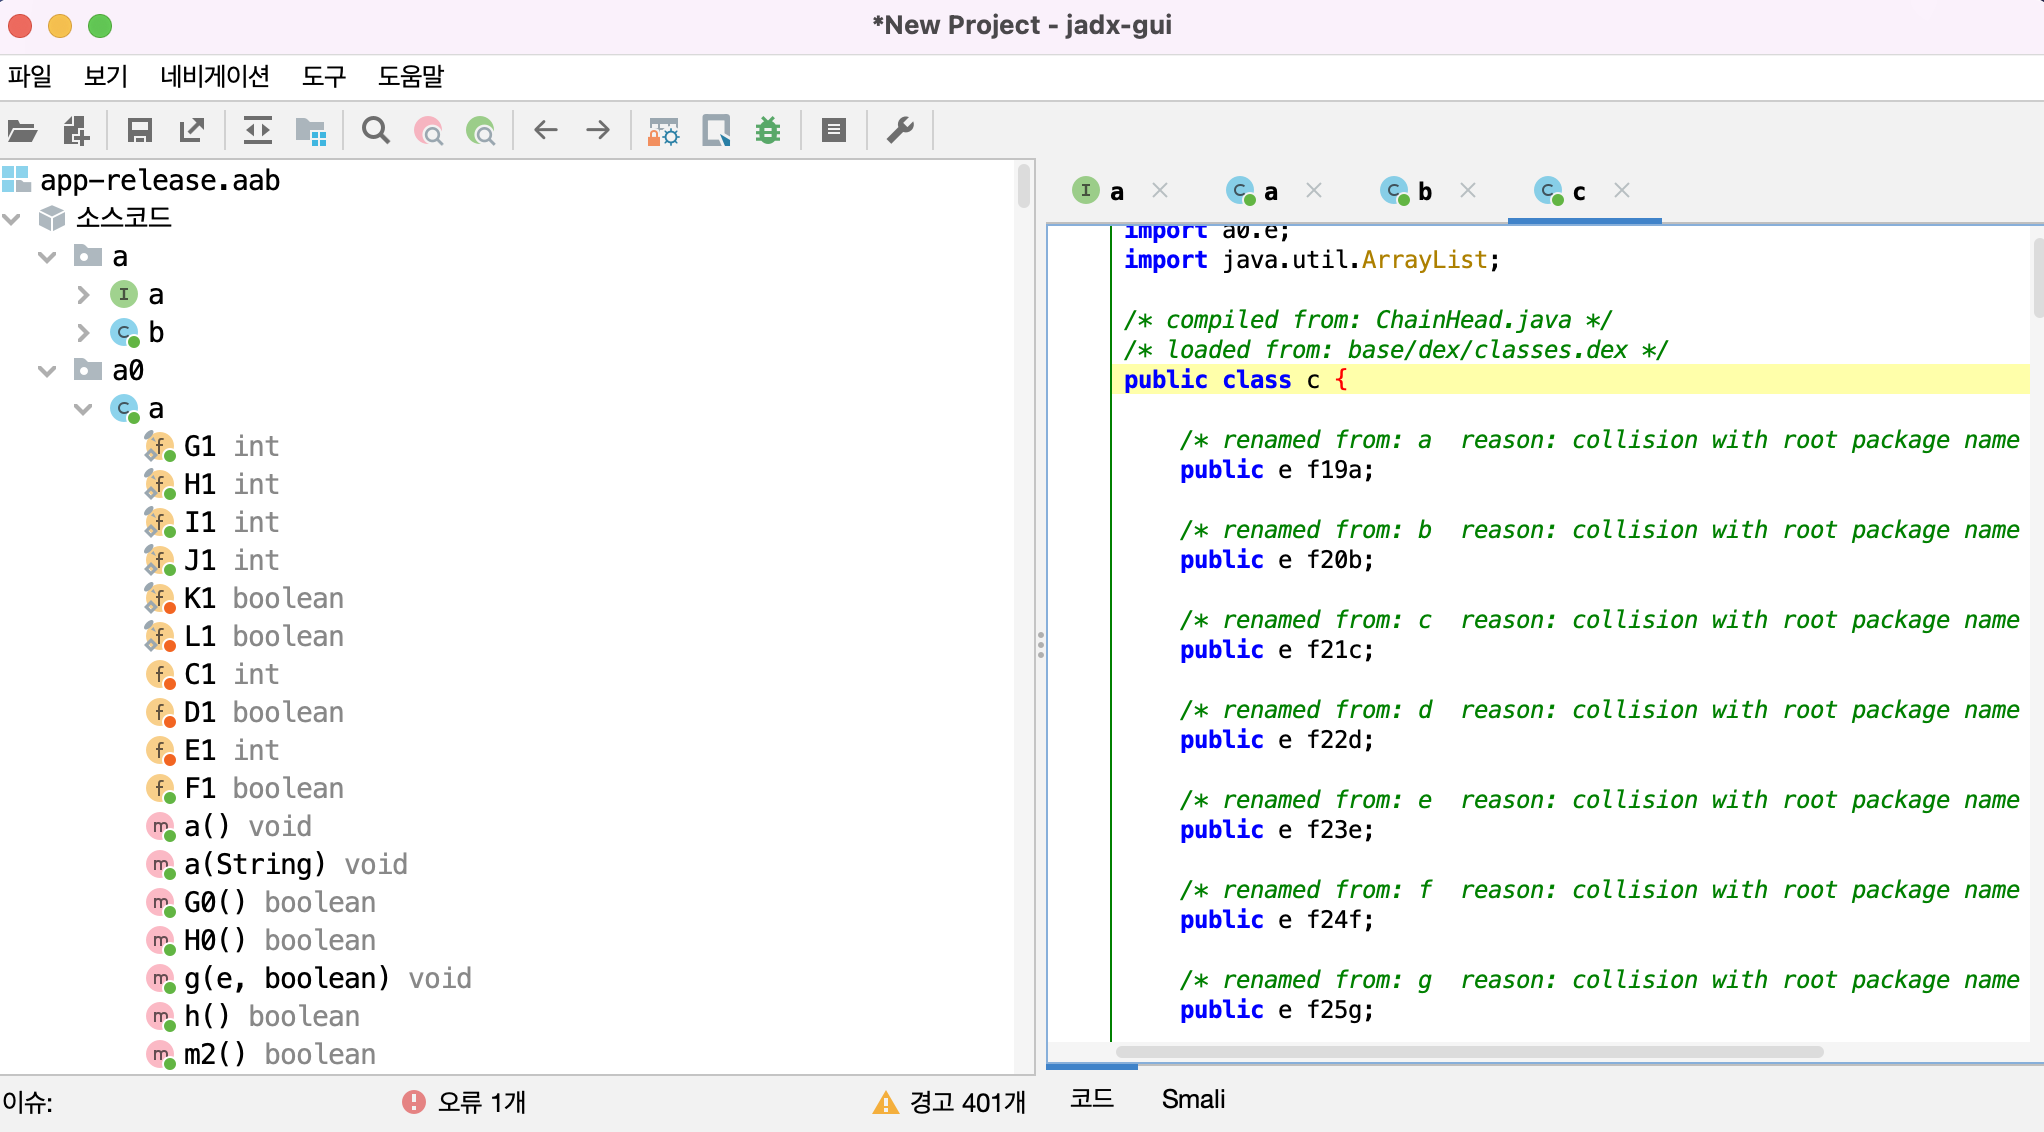 *New Project - jadx-gui
파일 보기 네비게이션 도구 도움말
app-release.aab
소스코드
a
I a
C b
a0
C a
f G1 int
f H1 int
f I1 int
f J1 int
f K1 boolean
f L1 boolean
f C1 int
f D1 boolean
f E1 int
f F1 boolean
m a() void
m a(String) void
m G0() boolean
m H0() boolean
m g(e, boolean) void
m h() boolean
m m2() boolean
이슈: 오류 1개 경고 401개
I a C a C b C c
import a0.e;
import java.util.ArrayList;
/* compiled from: ChainHead.java */
/* loaded from: base/dex/classes.dex */
public class c {
/* renamed from: a  reason: collision with root package name
public e f19a;
/* renamed from: b  reason: collision with root package name
public e f20b;
/* renamed from: c  reason: collision with root package name
public e f21c;
/* renamed from: d  reason: collision with root package name
public e f22d;
/* renamed from: e  reason: collision with root package name
public e f23e;
/* renamed from: f  reason: collision with root package name
public e f24f;
/* renamed from: g  reason: collision with root package name
public e f25g;
코드 Smali